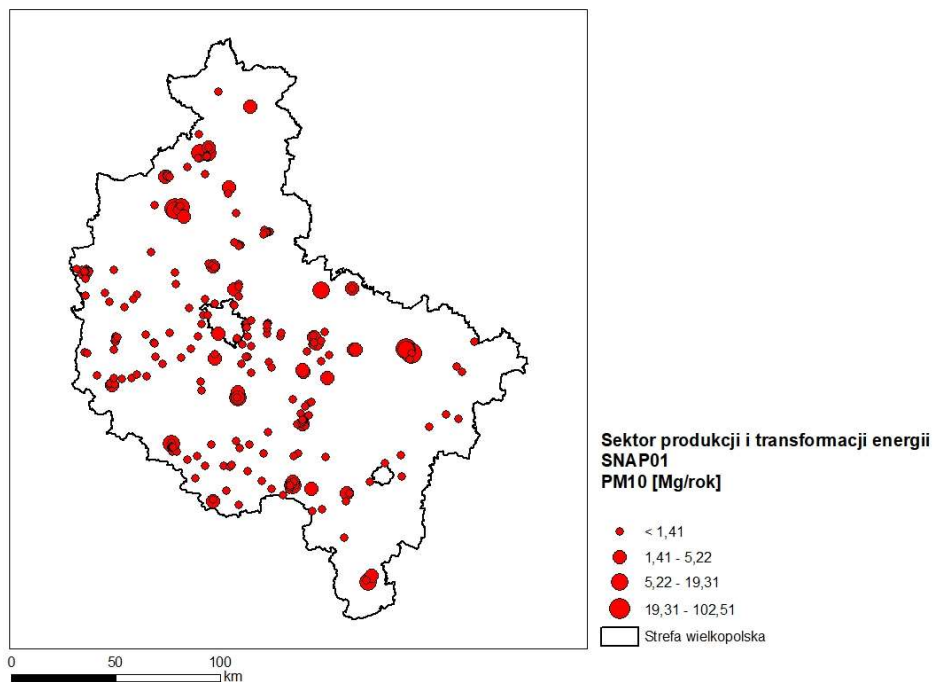 Sektor produkcji i transformacji energii
SNAP01
PM10 [Mg/rok]
< 1,41
1,41 - 5,22
5,22 - 19,31
19,31 - 102,51
Strefa wielkopolska
0 50 100
km